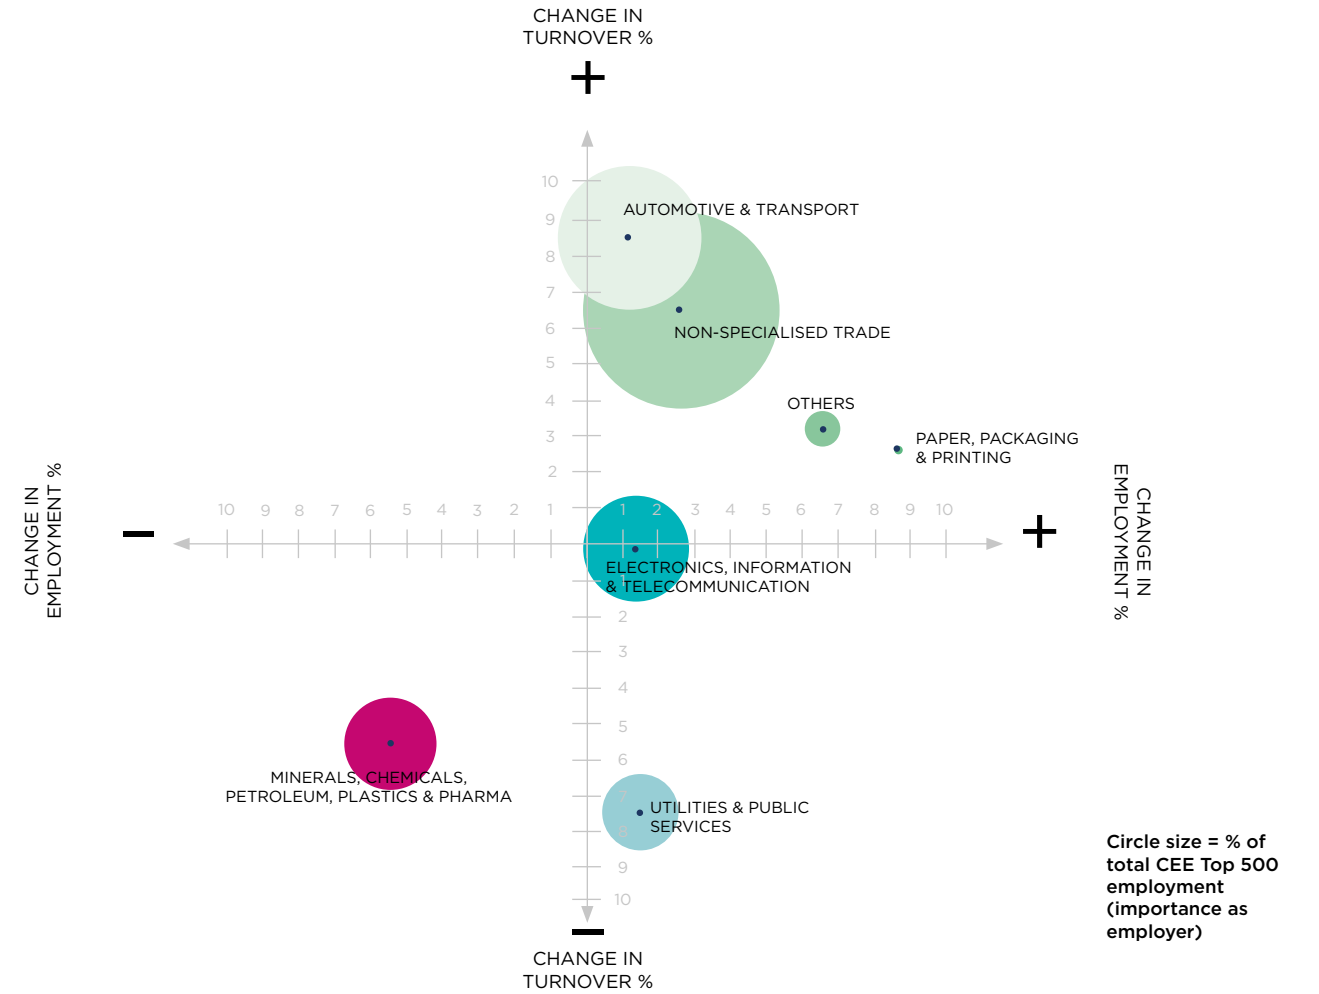 CHANGE IN
TURNOVER %
+
10
9
8
7
6
5
4
3
2
AUTOMOTIVE & TRANSPORT
NON-SPECIALISED TRADE
OTHERS
PAPER, PACKAGING
& PRINTING
CHANGE IN
EMPLOYMENT %
−
10 9 8 7 6 5 4 3 2 1 1 2 3 4 5 6 7 8 9 10
+
CHANGE IN
EMPLOYMENT %
ELECTRONICS, INFORMATION
& TELECOMMUNICATION
1
2
3
4
5
6
7
8
9
10
MINERALS, CHEMICALS,
PETROLEUM, PLASTICS & PHARMA
UTILITIES & PUBLIC
SERVICES
−
CHANGE IN
TURNOVER %
Circle size = % of
total CEE Top 500
employment
(importance as
employer)